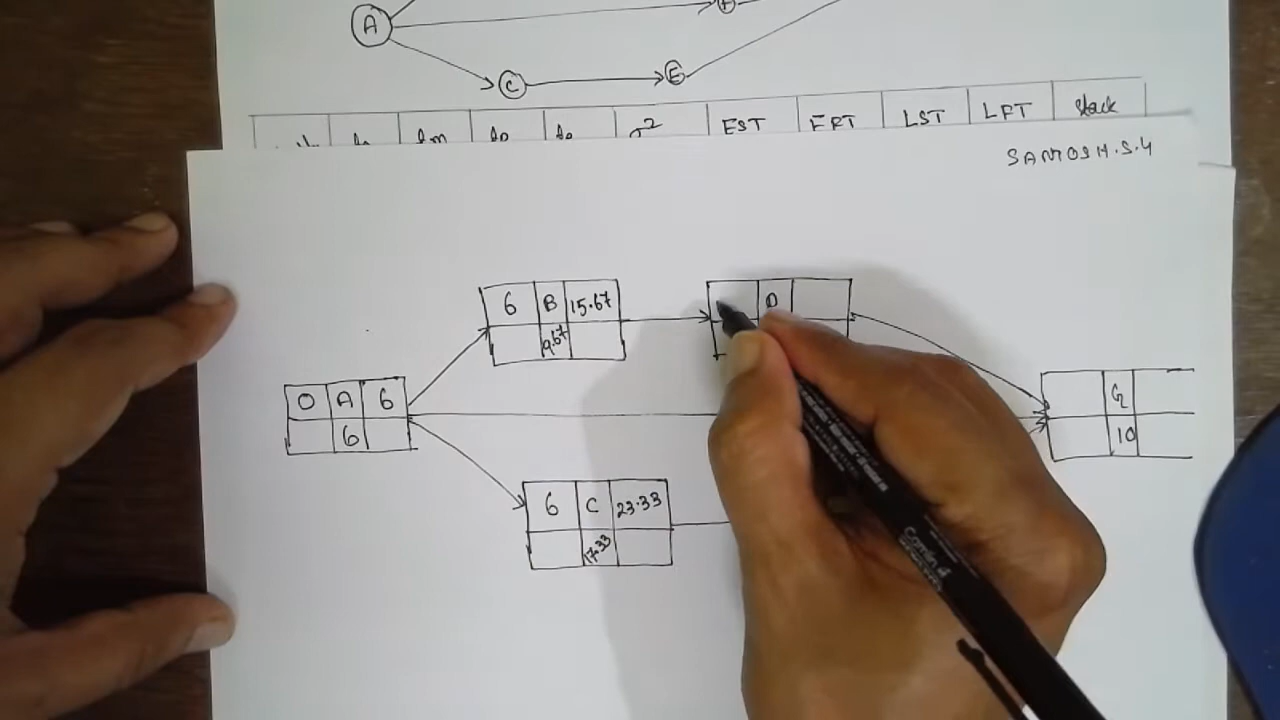 A
C E
tm EST EFT LST LFT Slack
SANTOSH.S.Y
6 B 15.67
9.67
D
0 A 6
6
G
10
6 C 23.33
17.33